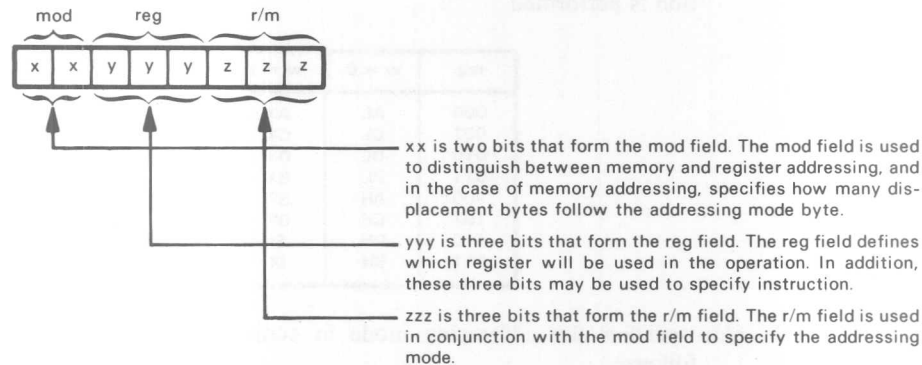 mod reg r/m
x x y y y z z z
xx is two bits that form the mod field. The mod field is used
to distinguish between memory and register addressing, and
in the case of memory addressing, specifies how many dis-
placement bytes follow the addressing mode byte.
yyy is three bits that form the reg field. The reg field defines
which register will be used in the operation. In addition,
these three bits may be used to specify instruction.
zzz is three bits that form the r/m field. The r/m field is used
in conjunction with the mod field to specify the addressing
mode.